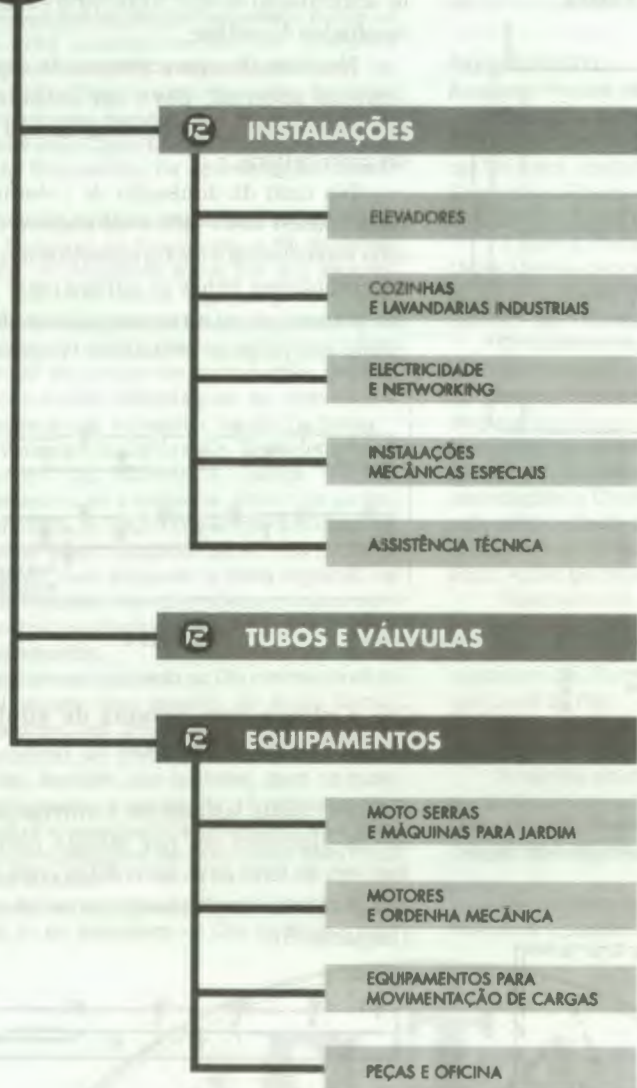 INSTALAÇÕES
ELEVADORES
COZINHAS
E LAVANDARIAS INDUSTRIAIS
ELECTRICIDADE
E NETWORKING
INSTALAÇÕES
MECÂNICAS ESPECIAIS
ASSISTÊNCIA TÉCNICA
TUBOS E VÁLVULAS
EQUIPAMENTOS
MOTO SERRAS
E MÁQUINAS PARA JARDIM
MOTORES
E ORDENHA MECÂNICA
EQUIPAMENTOS PARA
MOVIMENTAÇÃO DE CARGAS
PEÇAS E OFICINA